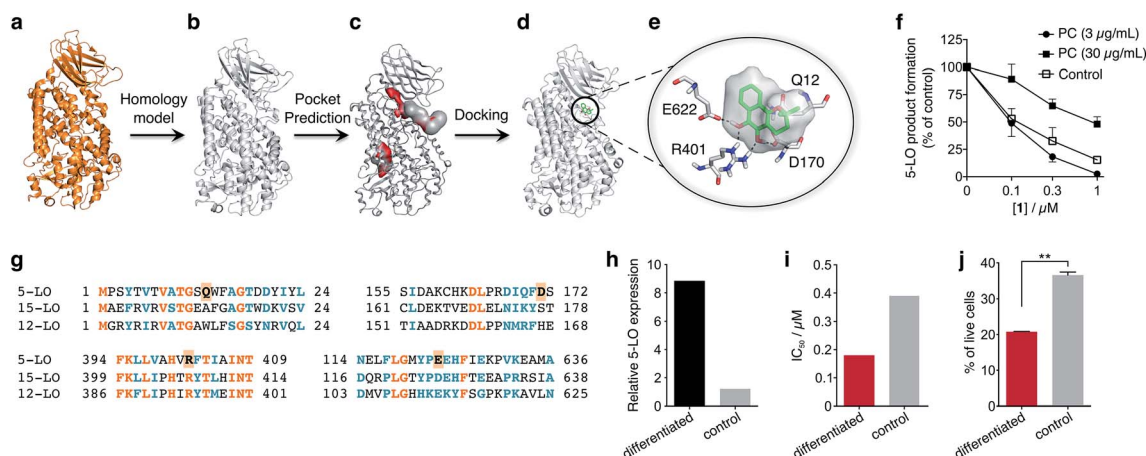 a b c d e f
Homology model
Pocket Prediction
Docking
Q12
E622
R401
D170
PC (3 µg/mL)
PC (30 µg/mL)
Control
5-LO product formation
(% of control)
125
100
75
50
25
0
0 0.1 0.3 1
[1] / µM
g
5-LO 1 MPSYTVTVATGSQWFAGTDDYIYL 24 155 SIDAKCHKDLPRDIQFDS 172
15-LO 1 MAEFRVRVSTGEAFGAGTWDKVSV 24 161 CLDEKTVEDLELNIKYST 178
12-LO 1 MGRYRIRVATGAWLFSGSYNRVQL 24 151 TIAADRKDDLPPNMRFHE 168
5-LO 394 FKLLVAHVRFTIAINT 409 114 NELFLGMYPEEHFIEKPVKEAMA 636
15-LO 399 FKLLIPHTRYTLHINT 414 116 DQRPLGTYPDEHFTEEAPRRSIA 638
12-LO 386 FKLLIPHIRYTMEINT 401 103 DMVPLGHHKEKYFSGPKPKAVLN 625
h
Relative 5-LO expression
10
8
6
4
2
0
differentiated
control
i
IC50 / µM
0.5
0.4
0.3
0.2
0.1
0.0
differentiated
control
j
% of live cells
40
30
20
10
0
**
differentiated
control